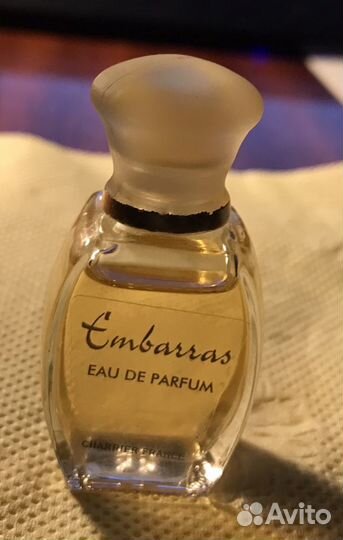 Embarras
EAU DE PARFUM
CHARRIER FRANCE
Avito